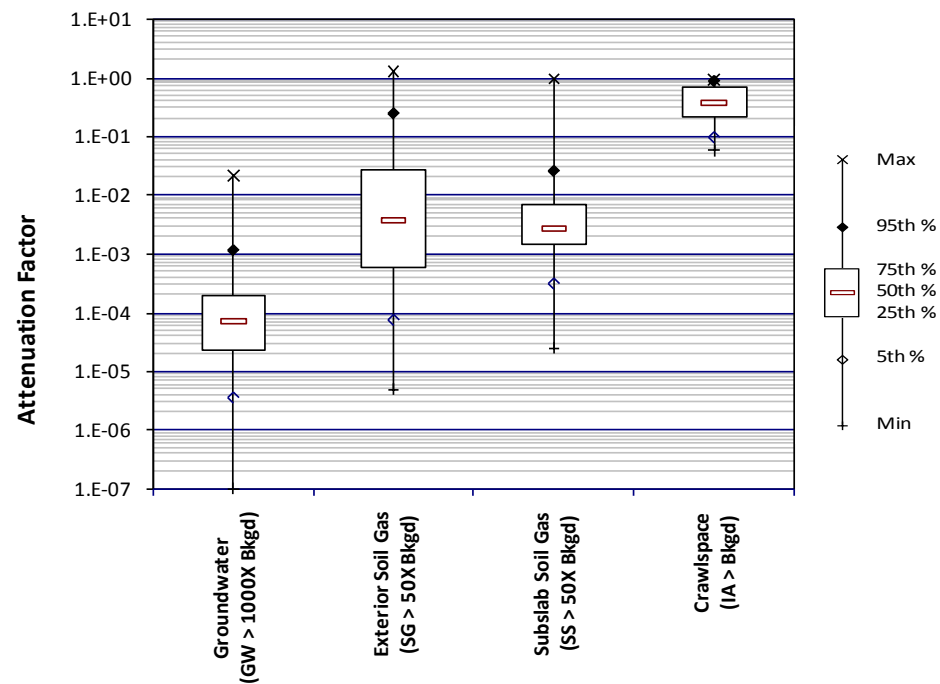 1.E+01
1.E+00
1.E-01
1.E-02
1.E-03
1.E-04
1.E-05
1.E-06
1.E-07
Attenuation Factor
Groundwater
(GW > 1000X Bkgd)
Exterior Soil Gas
(SG > 50X Bkgd)
Subslab Soil Gas
(SS > 50X Bkgd)
Crawlspace
(IA > Bkgd)
Max
95th %
75th %
50th %
25th %
5th %
Min